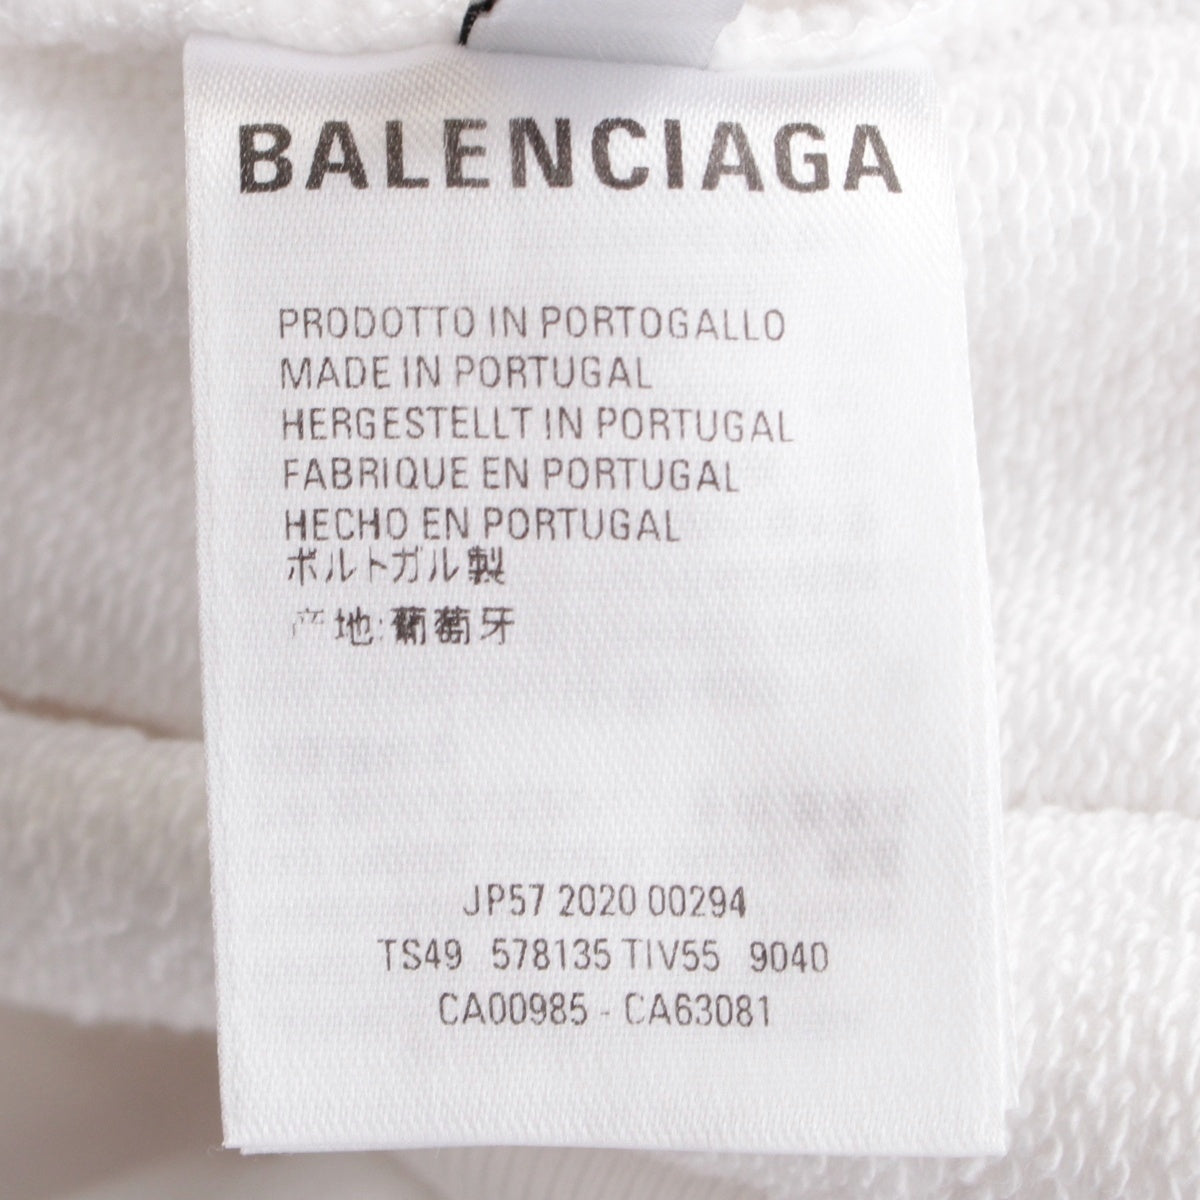 BALENCIAGA
PRODOTTO IN PORTOGALLO
MADE IN PORTUGAL
HERGESTELLT IN PORTUGAL
FABRIQUE EN PORTUGAL
HECHO EN PORTUGAL
ポルトガル製
产地:葡萄牙
JP57 2020 00294
TS49 578135 TIV55 9040
CA00985 - CA63081